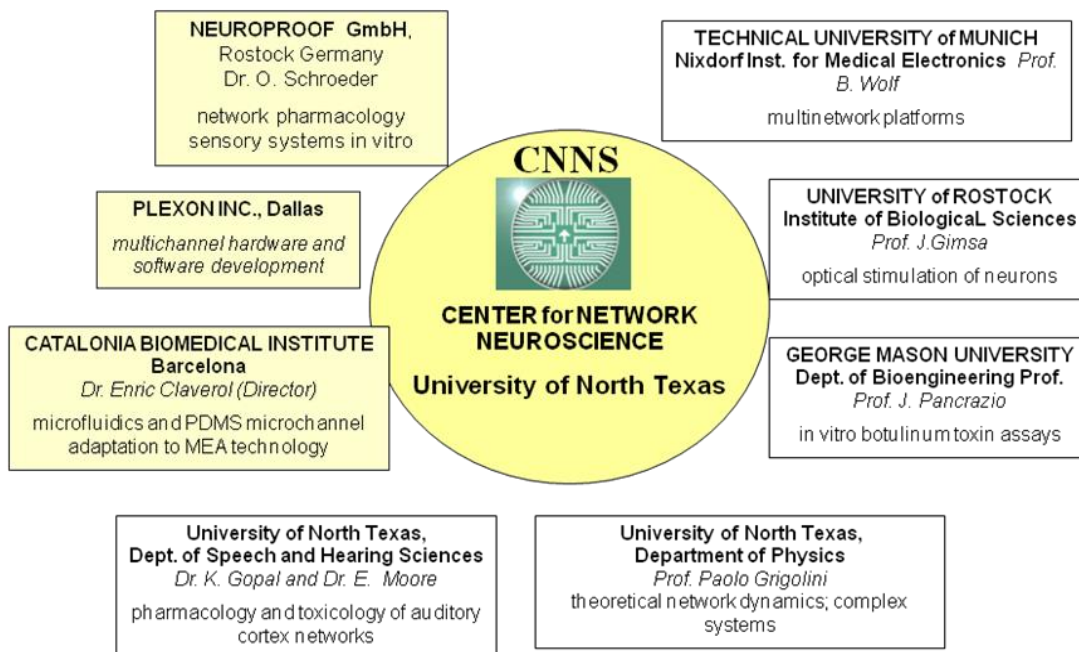 NEUROPROOF GmbH,
Rostock Germany
Dr. O. Schroeder
network pharmacology
sensory systems in vitro
TECHNICAL UNIVERSITY of MUNICH
Nixdorf Inst. for Medical Electronics Prof.
B. Wolf
multinetwork platforms
CNNS
CENTER for NETWORK
NEUROSCIENCE
University of North Texas
PLEXON INC., Dallas
multichannel hardware and
software development
UNIVERSITY of ROSTOCK
Institute of BiologicaL Sciences
Prof. J.Gimsa
optical stimulation of neurons
CATALONIA BIOMEDICAL INSTITUTE
Barcelona
Dr. Enric Claverol (Director)
microfluidics and PDMS microchannel
adaptation to MEA technology
GEORGE MASON UNIVERSITY
Dept. of Bioengineering Prof.
Prof. J. Pancrazio
in vitro botulinum toxin assays
University of North Texas,
Dept. of Speech and Hearing Sciences
Dr. K. Gopal and Dr. E. Moore
pharmacology and toxicology of auditory
cortex networks
University of North Texas,
Department of Physics
Prof. Paolo Grigolini
theoretical network dynamics; complex
systems